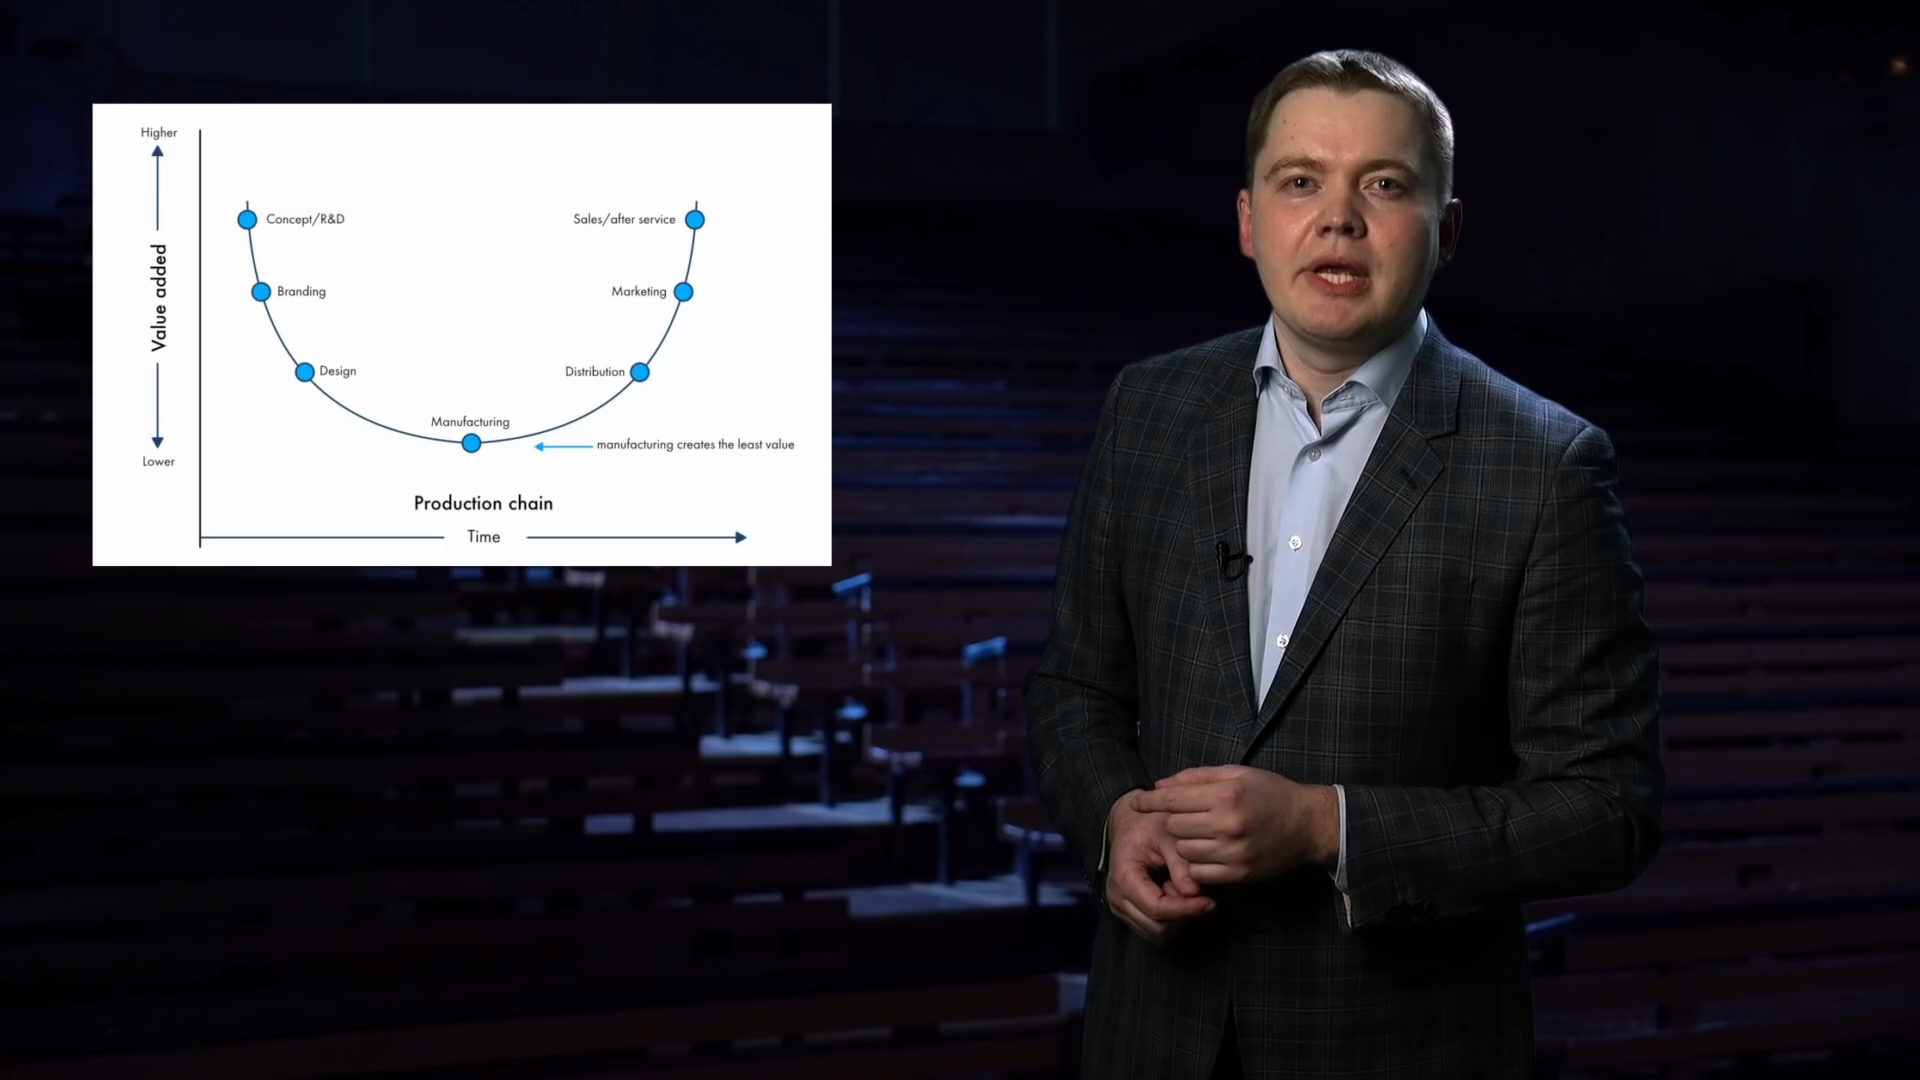 Higher
Concept/R&D
Sales/after service
Branding
Marketing
Value added
Design
Distribution
Manufacturing
manufacturing creates the least value
Lower
Production chain
Time